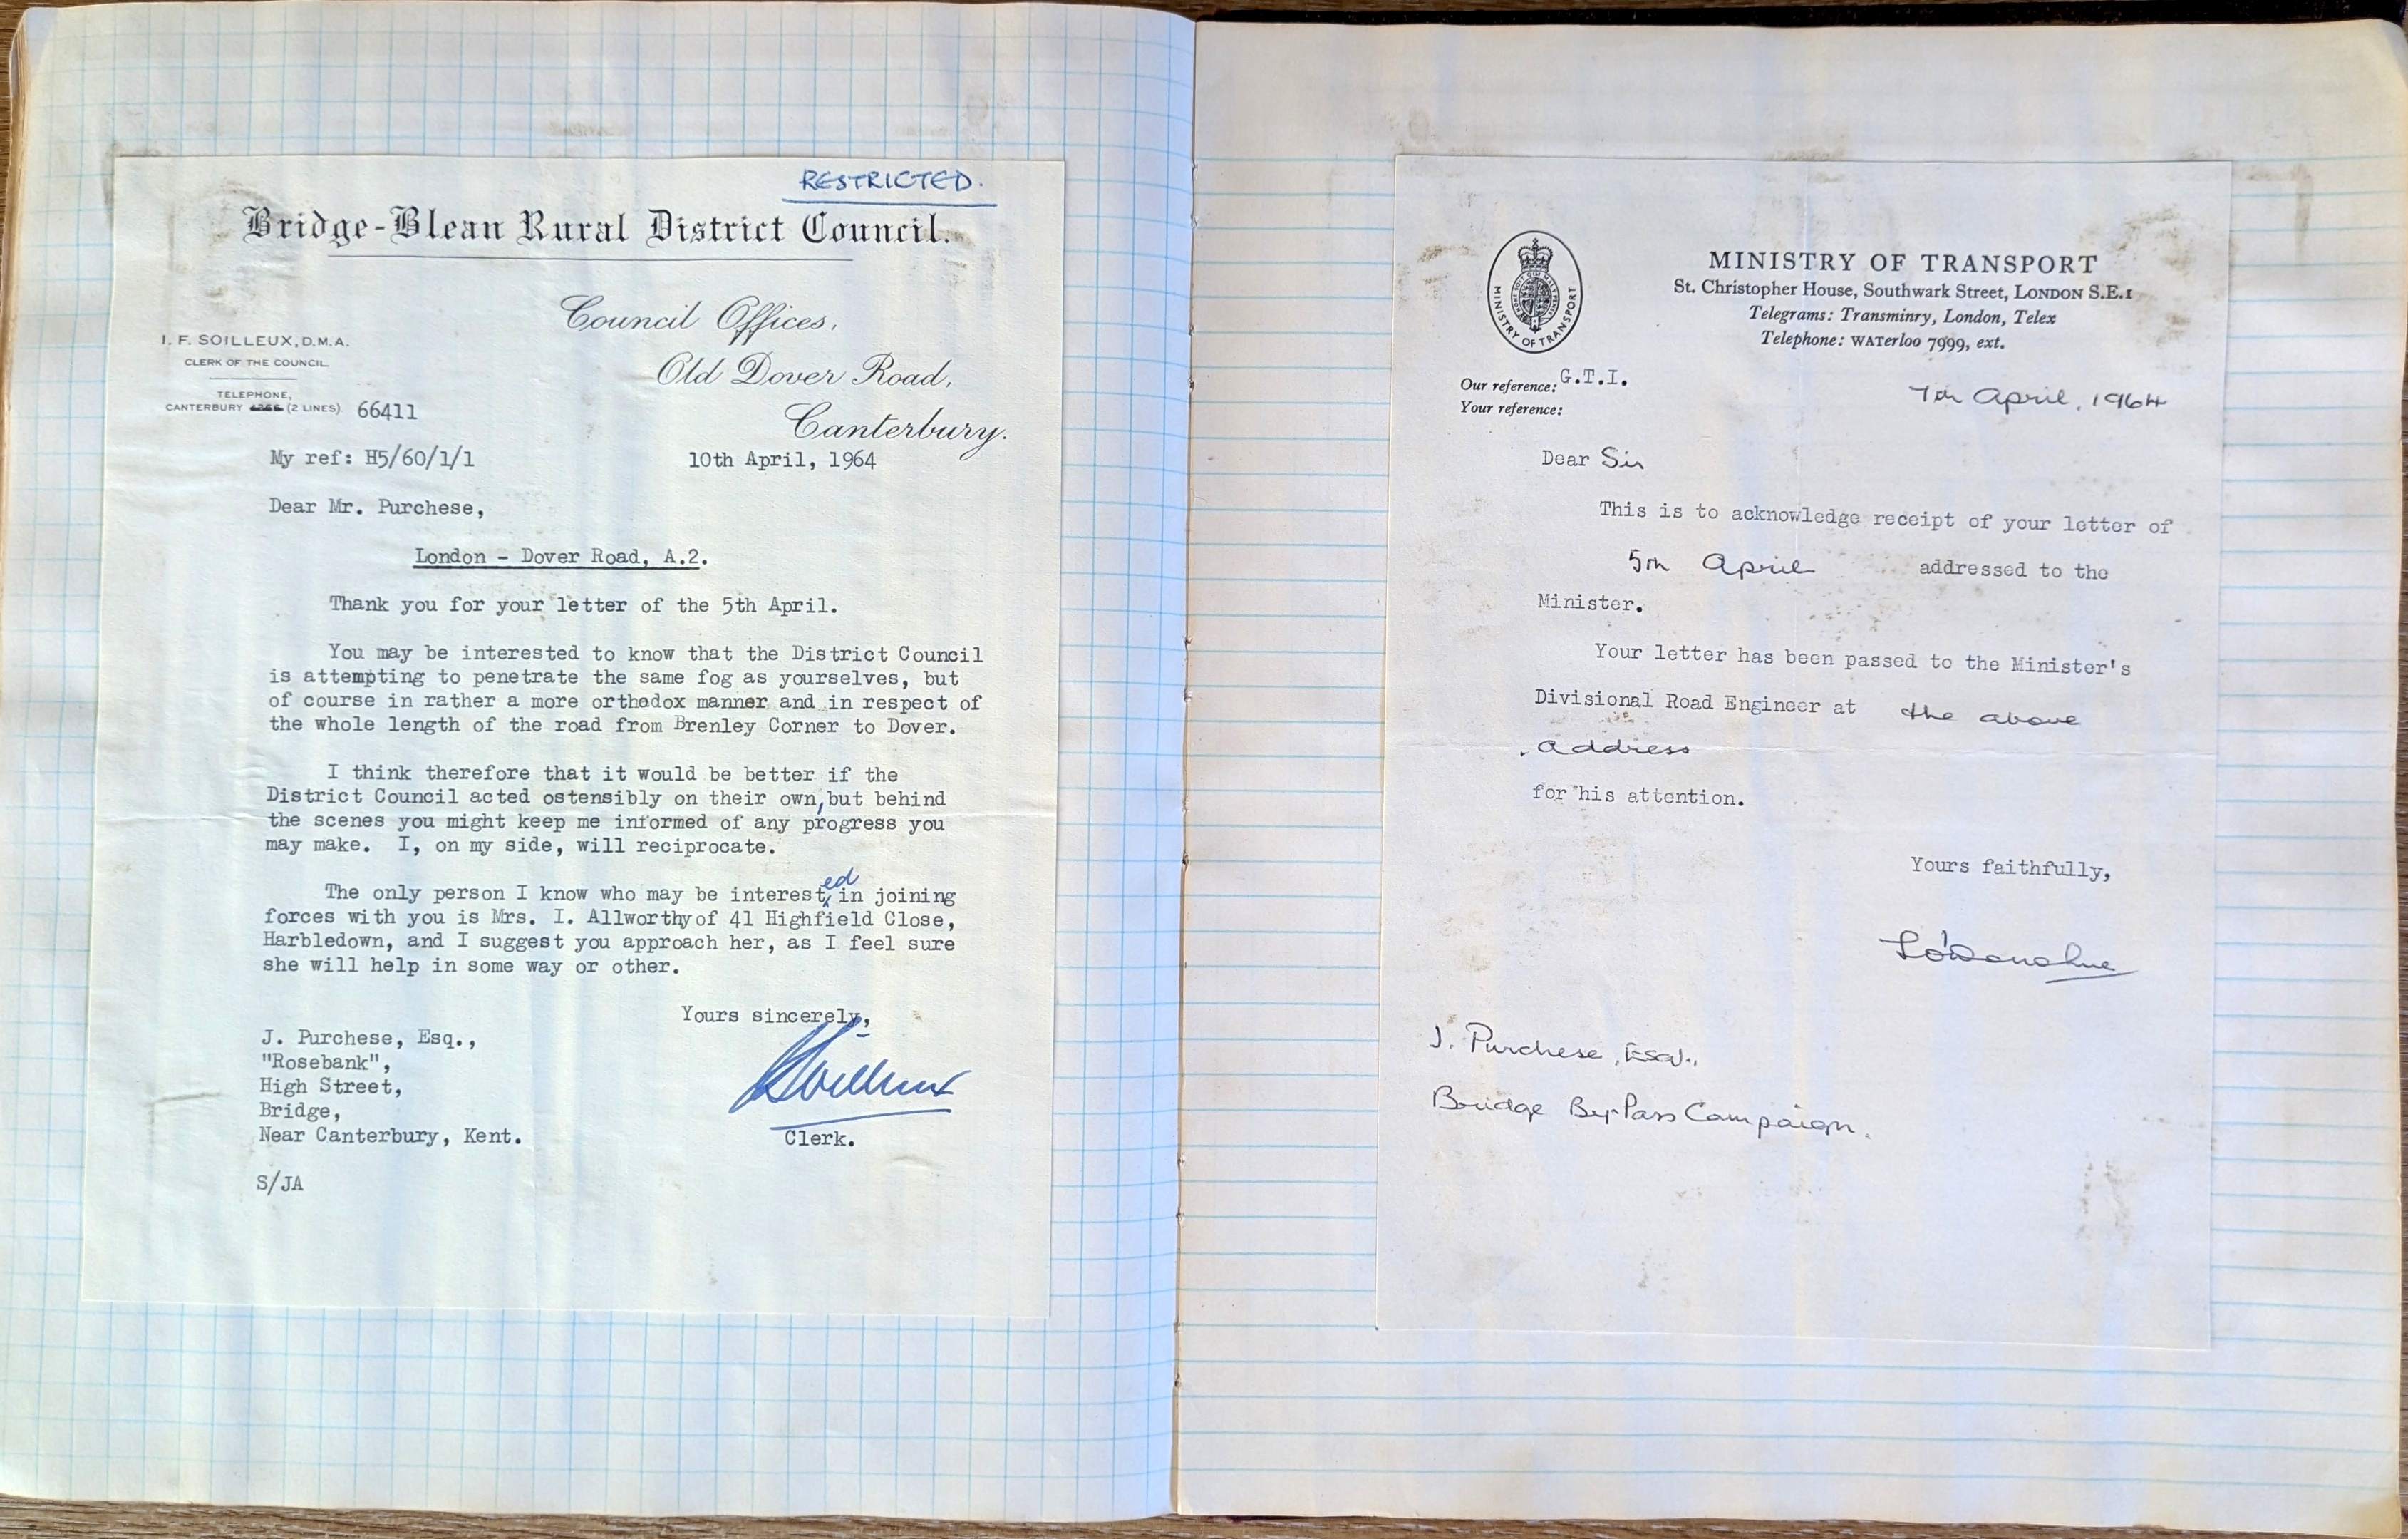 RESTRICTED.
Bridge-Blean Rural District Council.
Council Offices,
Old Dover Road,
Canterbury.
I. F. SOILLEUX, D.M.A.
CLERK OF THE COUNCIL.
TELEPHONE,
CANTERBURY (2 LINES). 66411
My ref: H5/60/1/1
10th April, 1964
Dear Mr. Purchese,
London - Dover Road, A.2.
Thank you for your letter of the 5th April.
You may be interested to know that the District Council
is attempting to penetrate the same fog as yourselves, but
of course in rather a more orthodox manner and in respect of
the whole length of the road from Brenley Corner to Dover.
I think therefore that it would be better if the
District Council acted ostensibly on their own, but behind
the scenes you might keep me informed of any progress you
may make. I, on my side, will reciprocate.
The only person I know who may be interested in joining
forces with you is Mrs. I. Allworthy of 41 Highfield Close,
Harbledown, and I suggest you approach her, as I feel sure
she will help in some way or other.
Yours sincerely,
Soilleux
Clerk.
J. Purchese, Esq.,
"Rosebank",
High Street,
Bridge,
Near Canterbury, Kent.
S/JA
MINISTRY OF TRANSPORT
MINISTRY OF TRANSPORT
St. Christopher House, Southwark Street, LONDON S.E.1
Telegrams: Transminry, London, Telex
Telephone: WATerloo 7999, ext.
Our reference: G.T.I.
Your reference:
7th April, 1964
Dear Sir
This is to acknowledge receipt of your letter of
5th April addressed to the
Minister.
Your letter has been passed to the Minister's
Divisional Road Engineer at the above
address
for his attention.
Yours faithfully,
O'Donohue
J. Purchese, Esq.,
Bridge By-Pass Campaign.